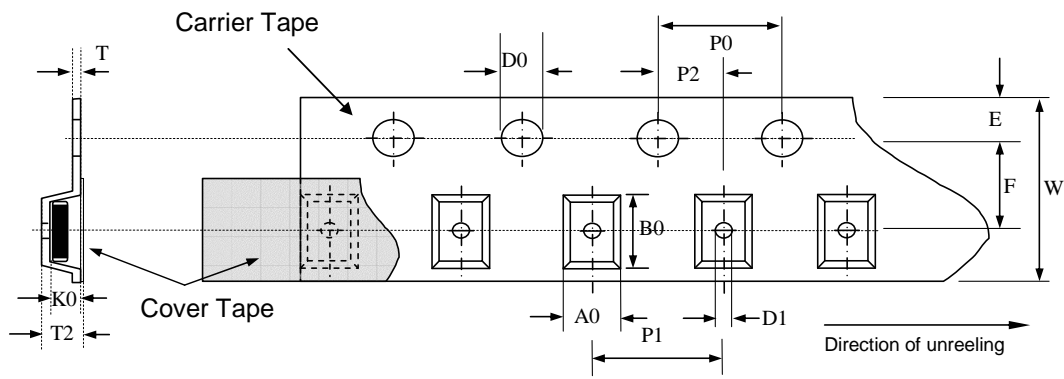 Carrier Tape
P0
T
D0
P2
E
F
W
B0
K0
Cover Tape
A0
D1
T2
P1
Direction of unreeling